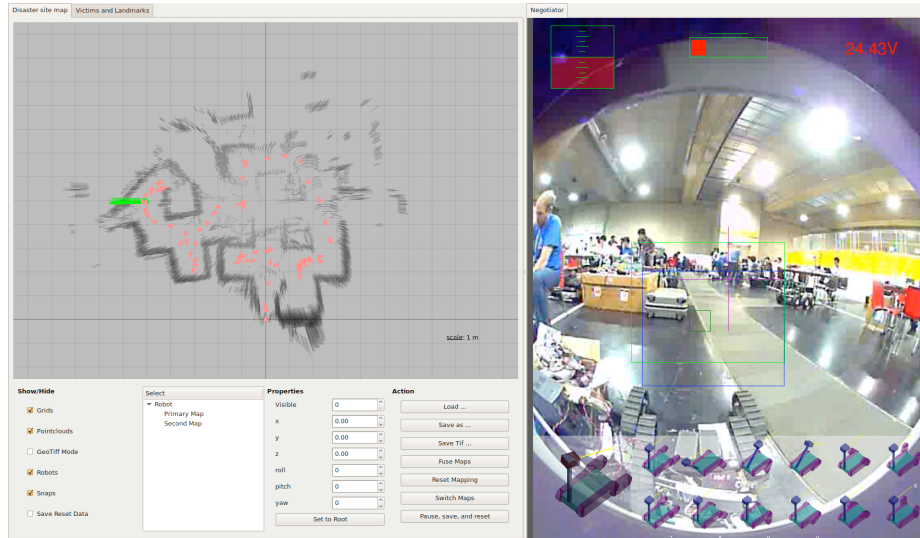 Disaster site map
Victims and Landmarks
Negotiator
24.43V
scale: 1 m
Show/Hide
Grids
Pointclouds
GeoTiff Mode
Robots
Snaps
Save Reset Data
Select
Robot
Primary Map
Second Map
Properties
Visible 0
x 0.00
y 0.00
z 0.00
roll 0
pitch 0
yaw 0
Set to Root
Action
Load ...
Save as ...
Save Tif ...
Fuse Maps
Reset Mapping
Switch Maps
Pause, save, and reset